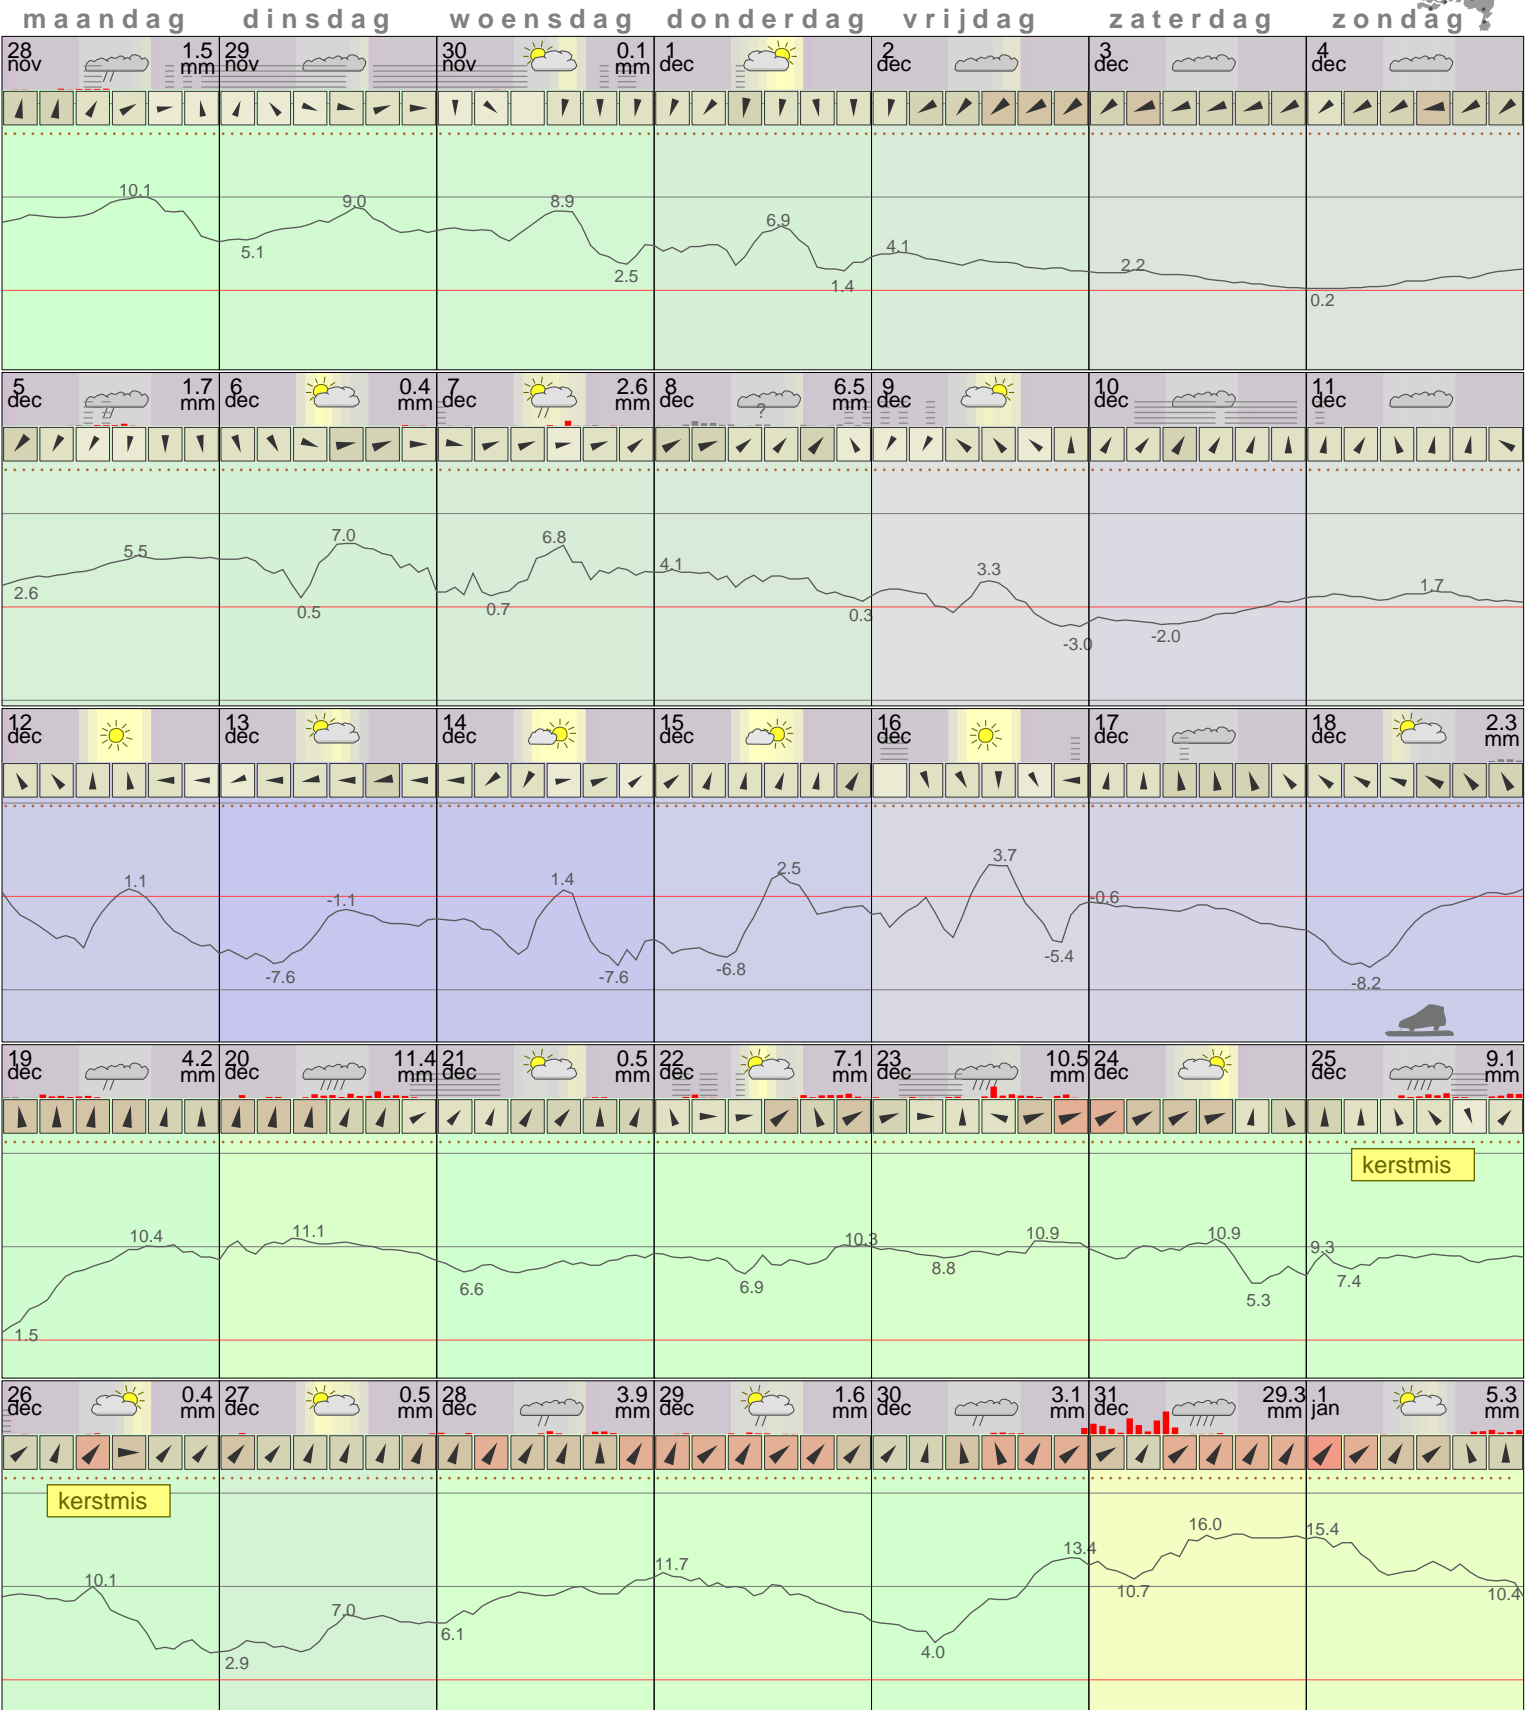 maandag dinsdag woensdag donderdag vrijdag zaterdag zondag
28 nov 1.5 mm 29 nov 30 nov 0.1 mm 1 dec 2 dec 3 dec 4 dec
10.1 5.1 9.0 8.9 2.5 6.9 1.4 4.1 2.2 0.2
5 dec 1.7 mm 6 dec 0.4 mm 7 dec 2.6 mm 8 dec ? 6.5 mm 9 dec 10 dec 11 dec
2.6 5.5 0.5 7.0 0.7 6.8 4.1 0.3 3.3 -3.0 -2.0 1.7
12 dec 13 dec 14 dec 15 dec 16 dec 17 dec 18 dec 2.3 mm
1.1 -7.6 -1.1 1.4 -7.6 -6.8 2.5 3.7 -5.4 -0.6 -8.2
19 dec 4.2 mm 20 dec 11.4 mm 21 dec 0.5 mm 22 dec 7.1 mm 23 dec 10.5 mm 24 dec 25 dec 9.1 mm
kerstmis
1.5 10.4 11.1 6.6 6.9 10.3 8.8 10.9 10.9 5.3 9.3 7.4
26 dec 0.4 mm 27 dec 0.5 mm 28 dec 3.9 mm 29 dec 1.6 mm 30 dec 3.1 mm 31 dec 29.3 mm 1 jan 5.3 mm
kerstmis
10.1 2.9 7.0 6.1 11.7 4.0 13.4 10.7 16.0 15.4 10.4